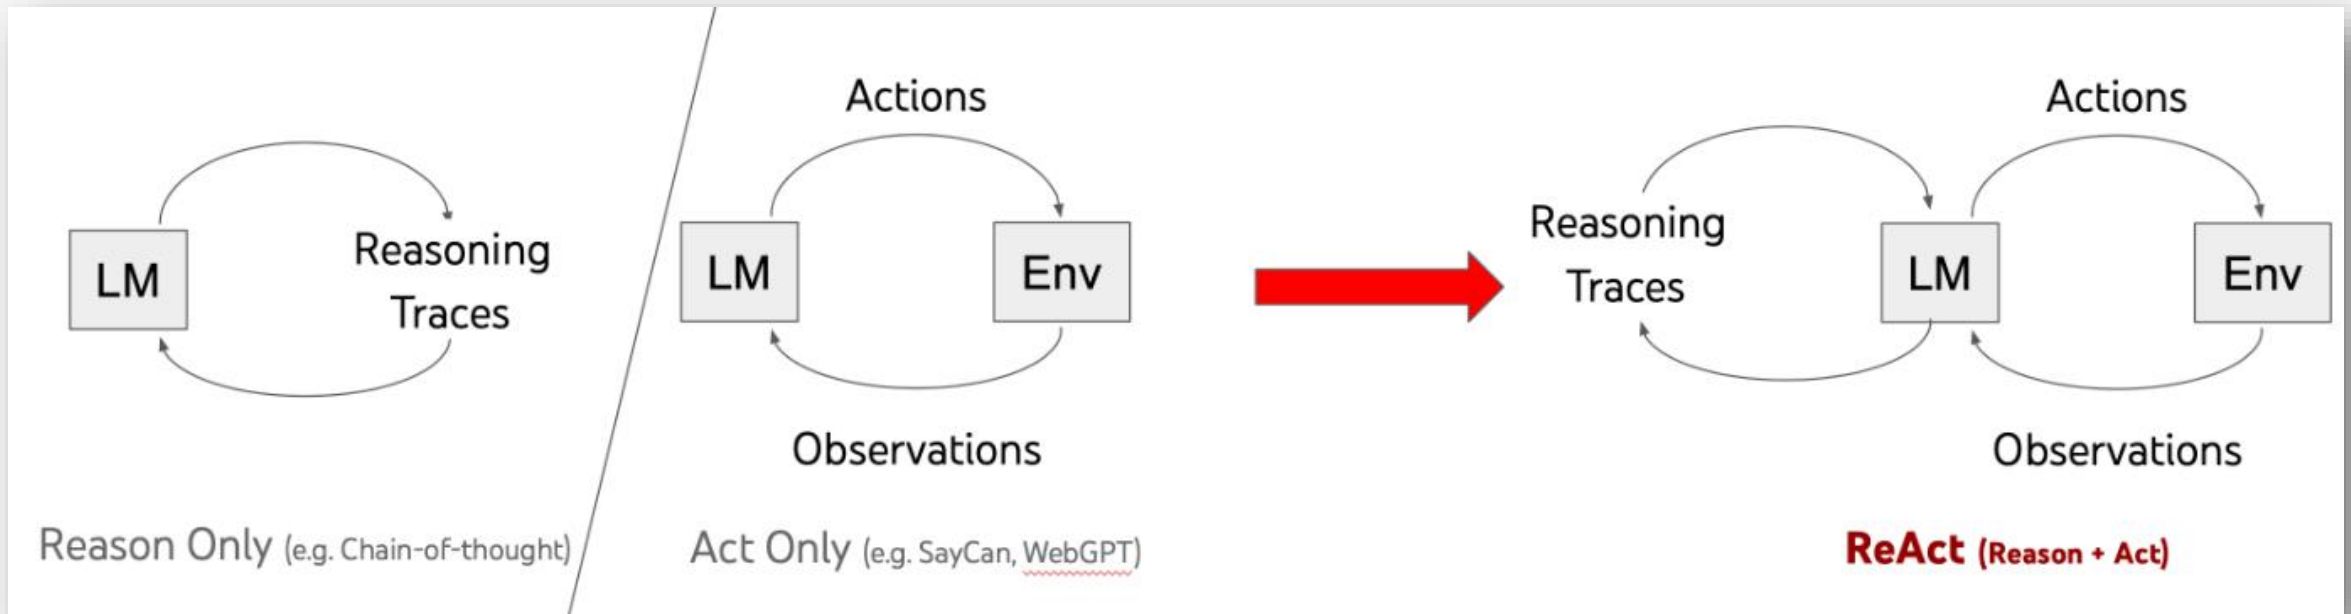 LM
Reasoning
Traces
Reason Only (e.g. Chain-of-thought)
Actions
LM
Env
Observations
Act Only (e.g. SayCan, WebGPT)
Actions
Reasoning
Traces
LM
Env
Observations
ReAct (Reason + Act)